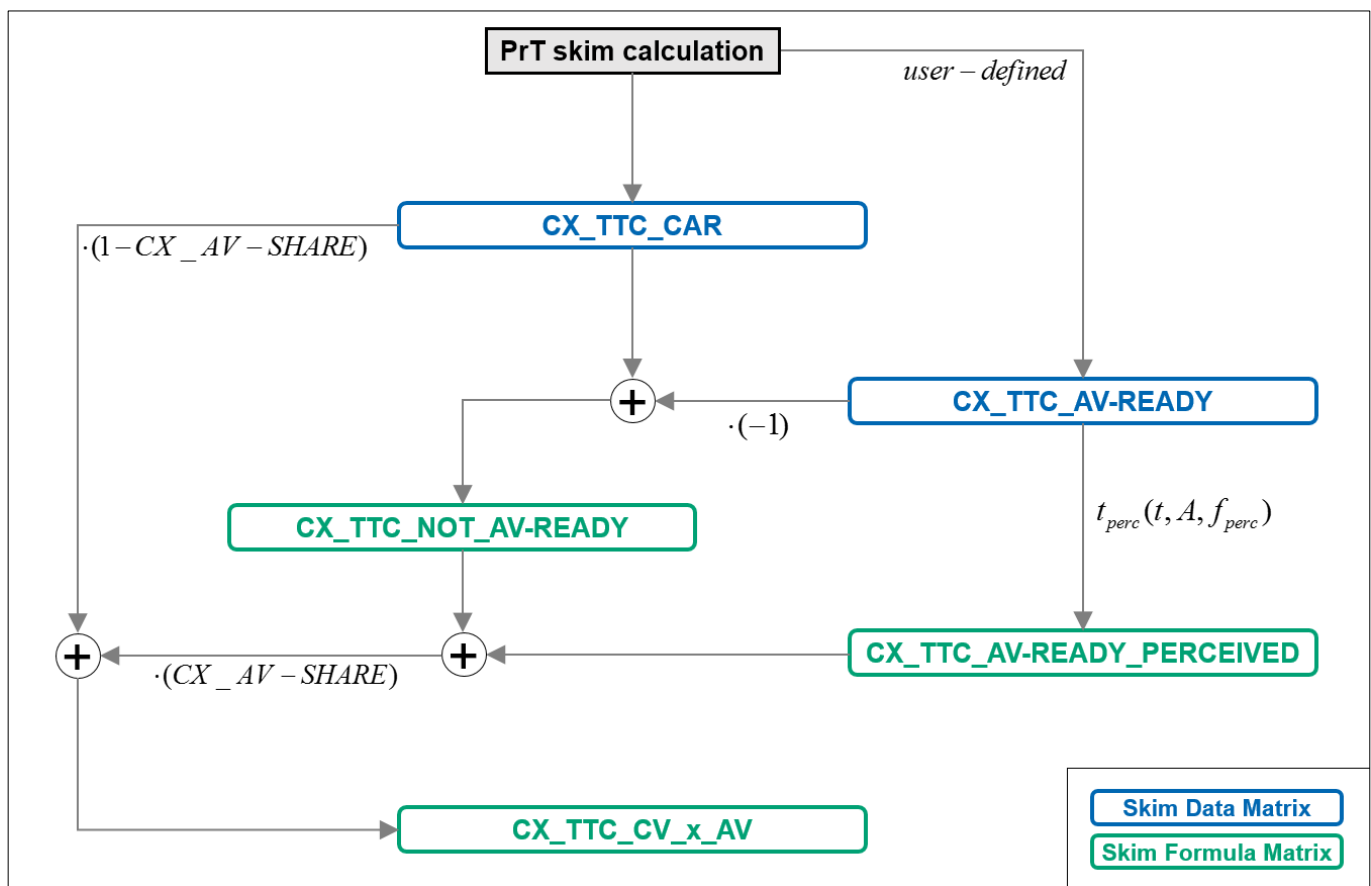 PrT skim calculation
user – defined
CX_TTC_CAR
·(1–CX _ AV – SHARE)
+
CX_TTC_AV-READY
·(–1)
CX_TTC_NOT_AV-READY
t_perc (t, A, f_perc)
+
+
CX_TTC_AV-READY_PERCEIVED
·(CX _ AV – SHARE)
CX_TTC_CV_x_AV
Skim Data Matrix
Skim Formula Matrix